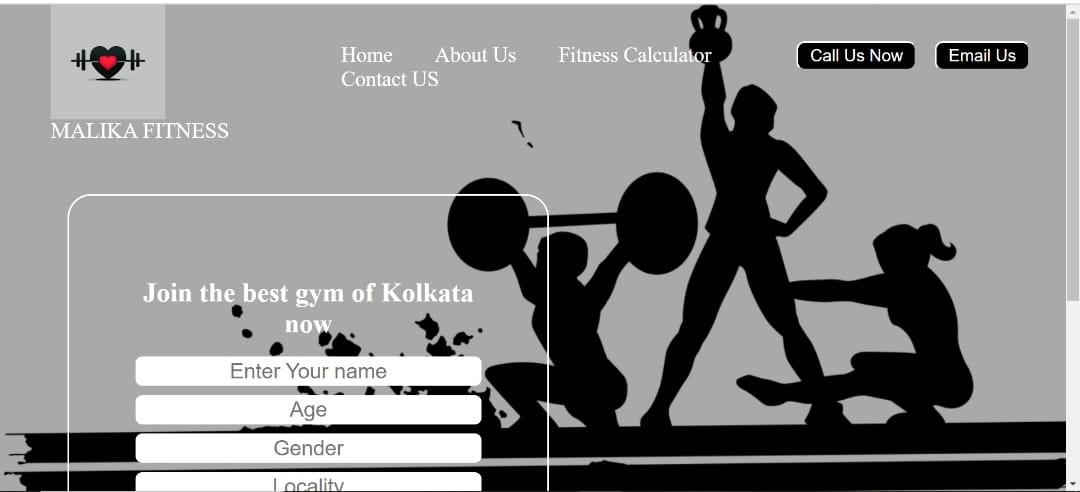 Home About Us Fitness Calculator
Contact US
Call Us Now Email Us
MALIKA FITNESS
Join the best gym of Kolkata
now
Enter Your name
Age
Gender
Locality